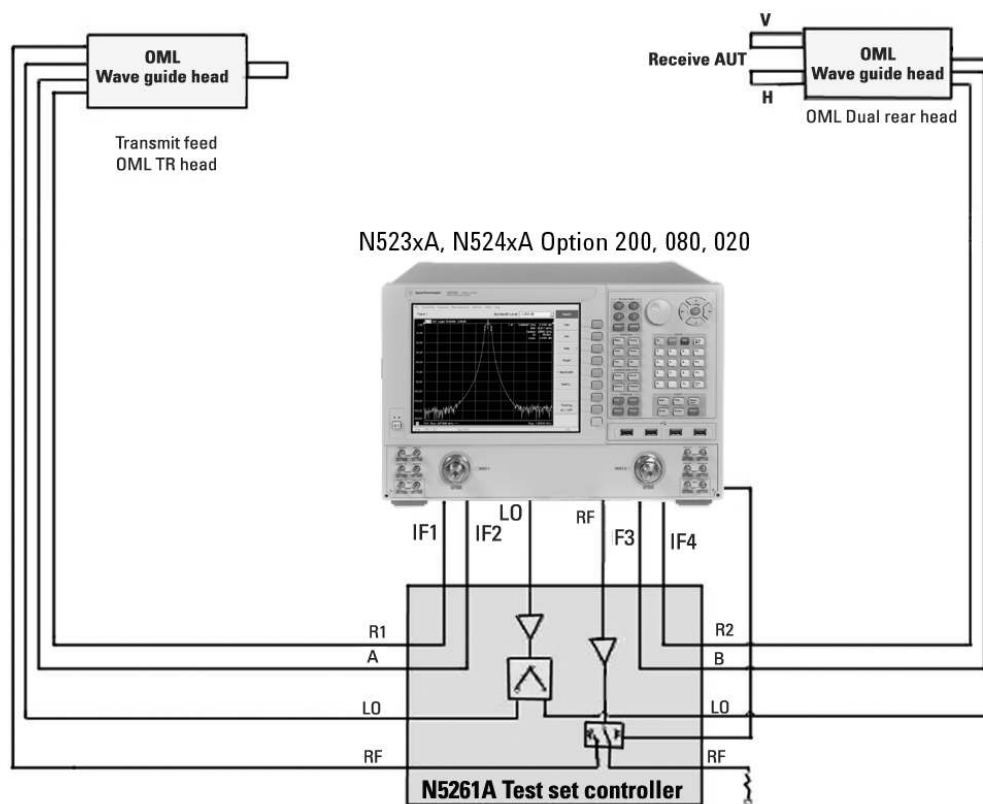 OML
Wave guide head
Transmit feed
OML TR head
V
Receive AUT
H
OML
Wave guide head
OML Dual rear head
N523xA, N524xA Option 200, 080, 020
IF1
IF2
LO
RF
F3
IF4
R1
A
LO
RF
R2
B
LO
RF
N5261A Test set controller